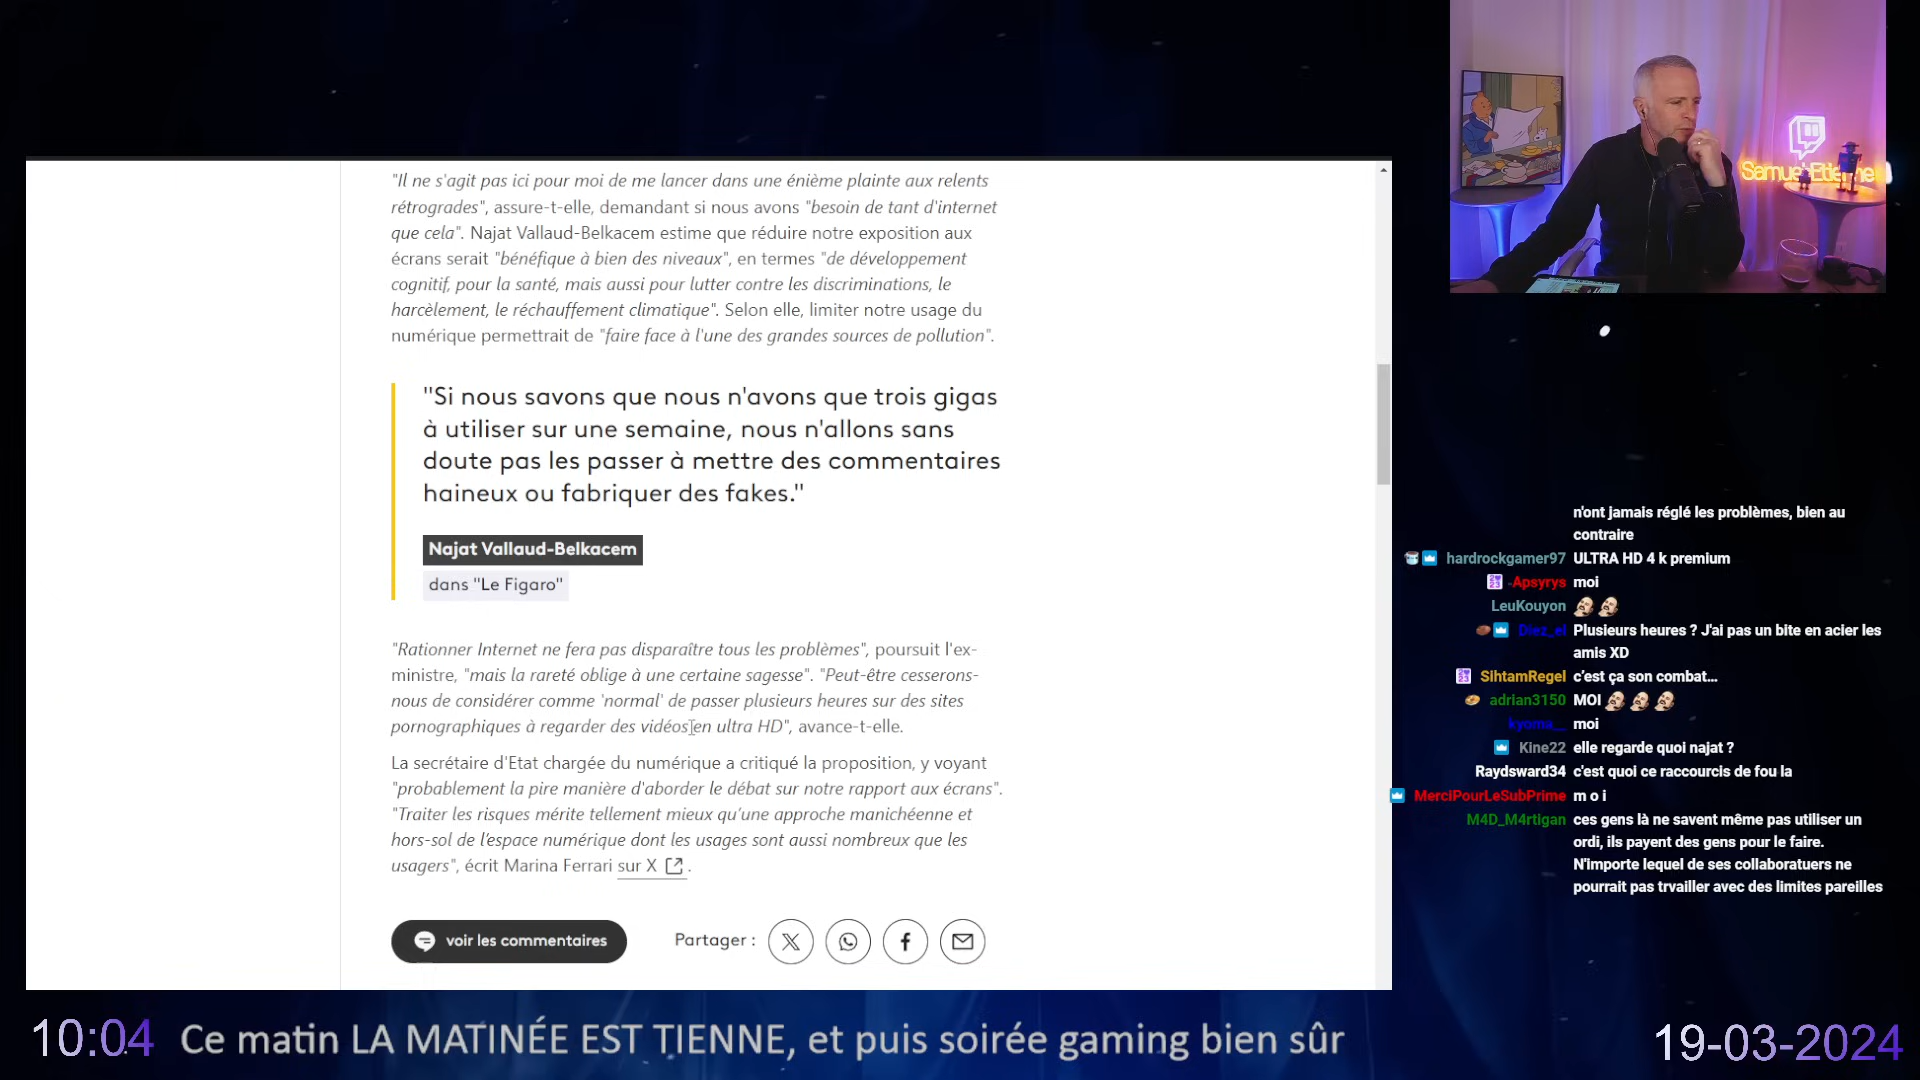 "Il ne s'agit pas ici pour moi de me lancer dans une énième plainte aux relents
rétrogrades", assure-t-elle, demandant si nous avons "besoin de tant d'internet
que cela". Najat Vallaud-Belkacem estime que réduire notre exposition aux
écrans serait "bénéfique à bien des niveaux", en termes "de développement
cognitif, pour la santé, mais aussi pour lutter contre les discriminations, le
harcèlement, le réchauffement climatique". Selon elle, limiter notre usage du
numérique permettrait de "faire face à l'une des grandes sources de pollution".
"Si nous savons que nous n'avons que trois gigas
à utiliser sur une semaine, nous n'allons sans
doute pas les passer à mettre des commentaires
haineux ou fabriquer des fakes."
Najat Vallaud-Belkacem
dans "Le Figaro"
"Rationner Internet ne fera pas disparaître tous les problèmes", poursuit l'ex-
ministre, "mais la rareté oblige à une certaine sagesse". "Peut-être cesserons-
nous de considérer comme 'normal' de passer plusieurs heures sur des sites
pornographiques à regarder des vidéos en ultra HD", avance-t-elle.
La secrétaire d'Etat chargée du numérique a critiqué la proposition, y voyant
"probablement la pire manière d'aborder le débat sur notre rapport aux écrans".
"Traiter les risques mérite tellement mieux qu'une approche manichéenne et
hors-sol de l'espace numérique dont les usages sont aussi nombreux que les
usagers", écrit Marina Ferrari sur X.
voir les commentaires
Partager :
Samuel Etienne
n'ont jamais réglé les problèmes, bien au
contraire
hardrockgamer97 ULTRA HD 4 k premium
-Apsyrys moi
LeuKouyon
Diez_el Plusieurs heures ? J'ai pas un bite en acier les
amis XD
SihtamRegel c'est ça son combat...
adrian3150 MOI
kyoma__ moi
Kine22 elle regarde quoi najat ?
Raydsward34 c'est quoi ce raccourcis de fou la
MerciPourLeSubPrime m o i
M4D_M4rtigan ces gens là ne savent même pas utiliser un
ordi, ils payent des gens pour le faire.
N'importe lequel de ses collaboratuers ne
pourrait pas trvailler avec des limites pareilles
10:04 Ce matin LA MATINÉE EST TIENNE, et puis soirée gaming bien sûr
19-03-2024